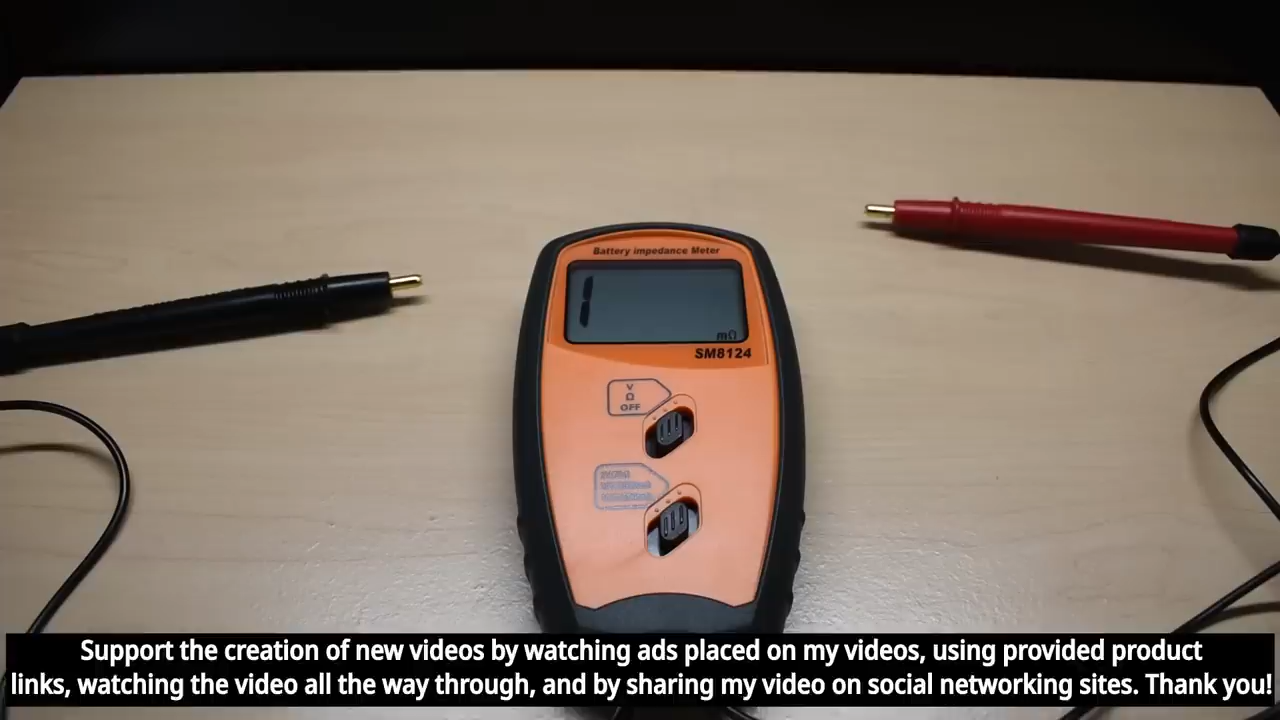 Battery impedance Meter
1
mΩ
SM8124
V
Ω
OFF
Support the creation of new videos by watching ads placed on my videos, using provided product
links, watching the video all the way through, and by sharing my video on social networking sites. Thank you!